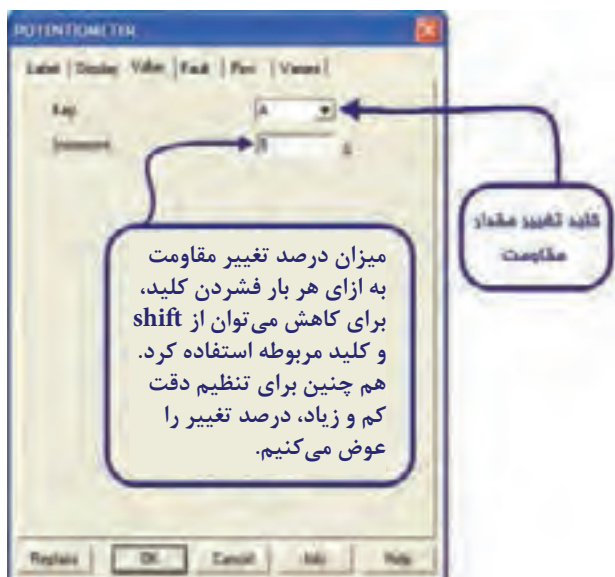 POTENTIOMETER
Label Display Value Fault Pins Variant
Key A
Increment 5 %
کلید تغییر مقدار
مقاومت
میزان درصد تغییر مقاومت
به ازای هر بار فشردن کلید،
برای کاهش می‌توان از shift
و کلید مربوطه استفاده کرد.
هم چنین برای تنظیم دقت
کم و زیاد، درصد تغییر را
عوض می‌کنیم.
Replace OK Cancel Info Help